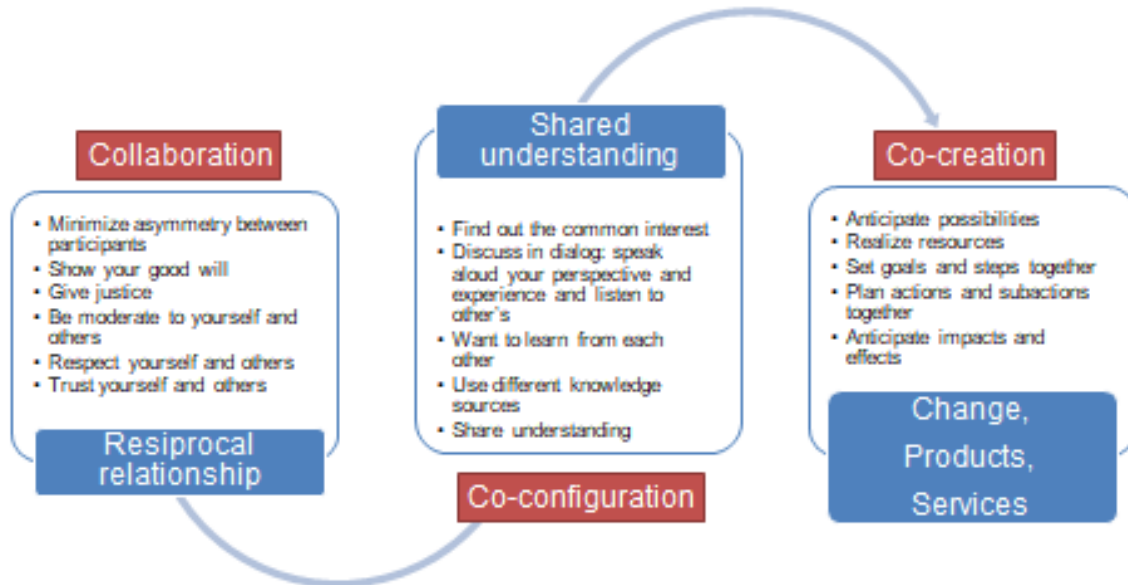 Collaboration
• Minimize asymmetry between
participants
• Show your good will
• Give justice
• Be moderate to yourself and
others
• Respect yourself and others
• Trust yourself and others
Resiprocal
relationship
Shared
understanding
• Find out the common interest
• Discuss in dialog: speak
aloud your perspective and
experience and listen to
other`s
• Want to learn from each
other
• Use different knowledge
sources
• Share understanding
Co-configuration
Co-creation
• Anticipate possibilities
• Realize resources
• Set goals and steps together
• Plan actions and subactions
together
• Anticipate impacts and
effects
Change,
Products,
Services